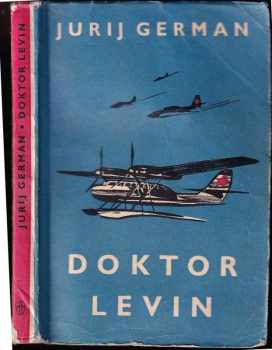 JURIJ GERMAN • DOKTOR LEVIN
JURIJ GERMAN
DOKTOR
LEVIN